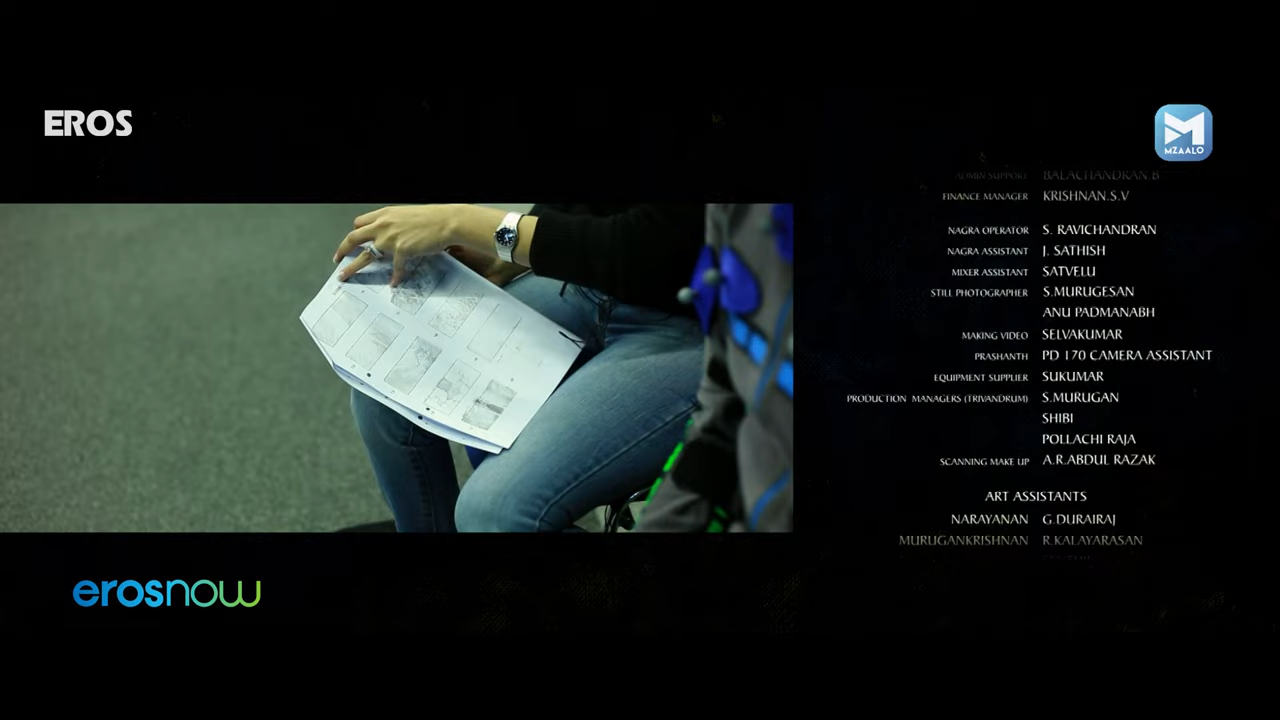 EROS
MZAALO
ADMIN SUPPORT BALACHANDRAN.B
FINANCE MANAGER KRISHNAN.S.V
NAGRA OPERATOR S. RAVICHANDRAN
NAGRA ASSISTANT J. SATHISH
MIXER ASSISTANT SATVELU
STILL PHOTOGRAPHER S.MURUGESAN
ANU PADMANABH
MAKING VIDEO SELVAKUMAR
PRASHANTH PD 170 CAMERA ASSISTANT
EQUIPMENT SUPPLIER SUKUMAR
PRODUCTION MANAGERS (TRIVANDRUM) S.MURUGAN
SHIBI
POLLACHI RAJA
SCANNING MAKE UP A.R.ABDUL RAZAK
ART ASSISTANTS
NARAYANAN G.DURAIRAJ
MURUGANKRISHNAN R.KALAYARASAN
erosnow